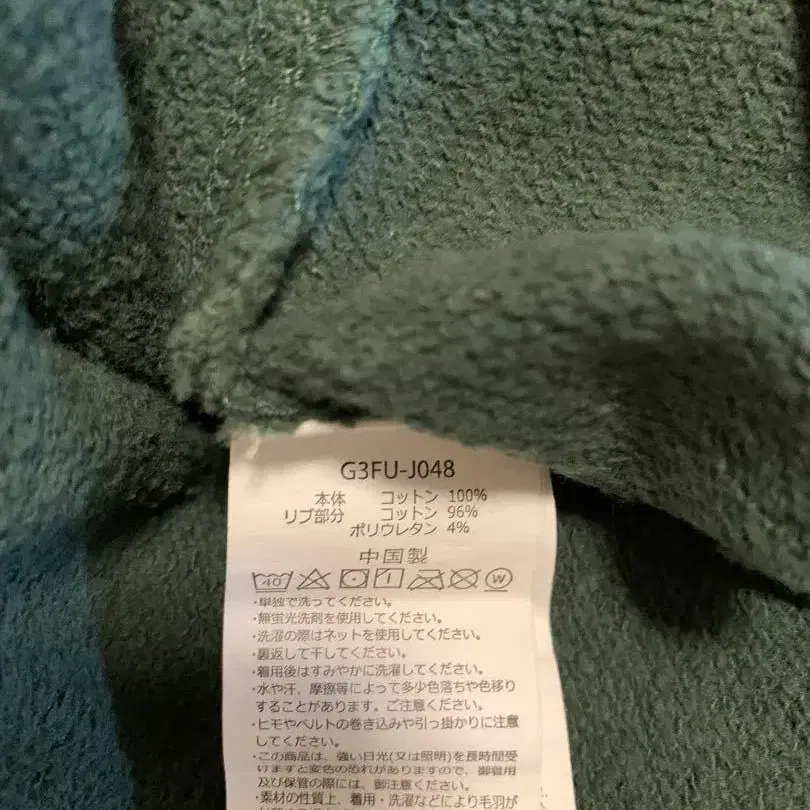 G3FU-J048
本体 コットン 100%
リブ部分 コットン 96%
ポリウレタン 4%
中国製
40 W
・単独で洗ってください。
・無蛍光洗剤を使用してください。
・洗濯の際はネットを使用してください。
・裏返して干してください。
・着用後はすみやかに洗濯してください。
・水や汗、摩擦等によって多少色落ちや色移り
することがあります。ご注意ください。
・ヒモやベルトの巻き込みや引っ掛かりに注意
してください。
・この商品は、強い日光(又は照明)を長時間受
けますと変色の恐れがありますので、御着用
及び保管の際には、御注意ください。
・素材の性質上、着用・洗濯などにより毛羽が